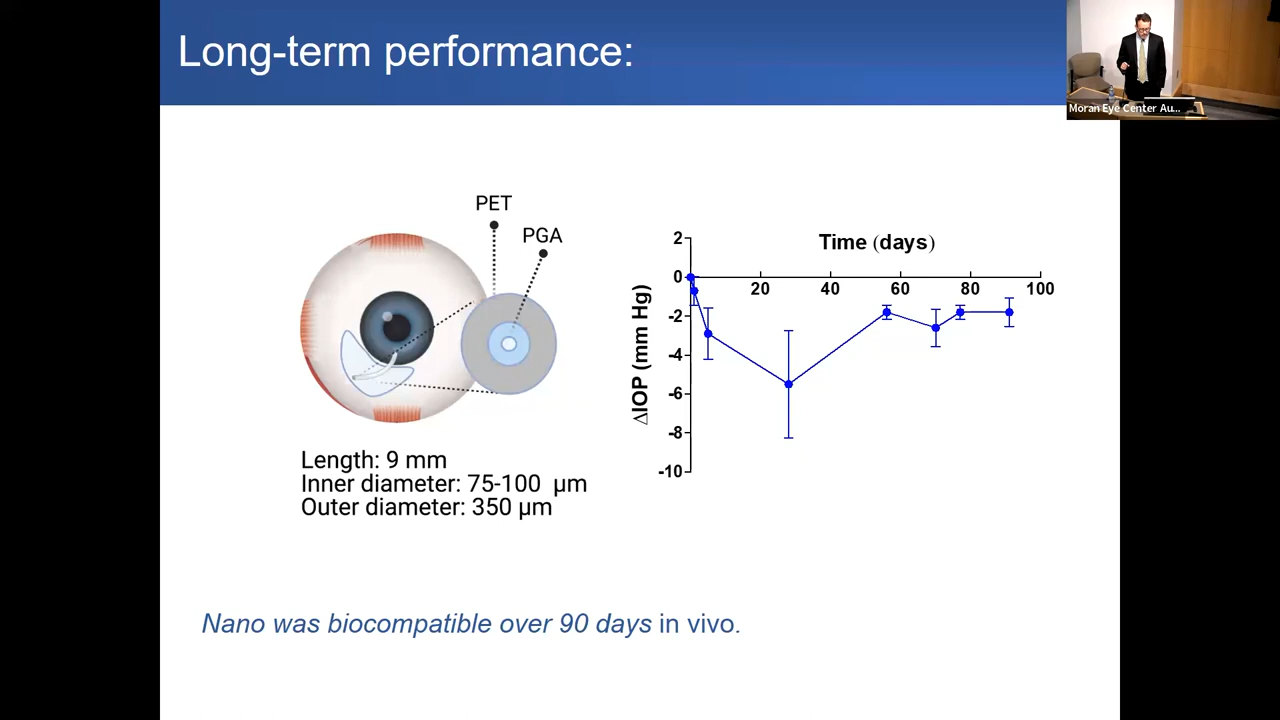 Long-term performance:
Moran Eye Center Au...
PET
PGA
Length: 9 mm
Inner diameter: 75-100 µm
Outer diameter: 350 µm
Time (days)
2
0
-2
-4
-6
-8
-10
20
40
60
80
100
ΔIOP (mm Hg)
Nano was biocompatible over 90 days in vivo.